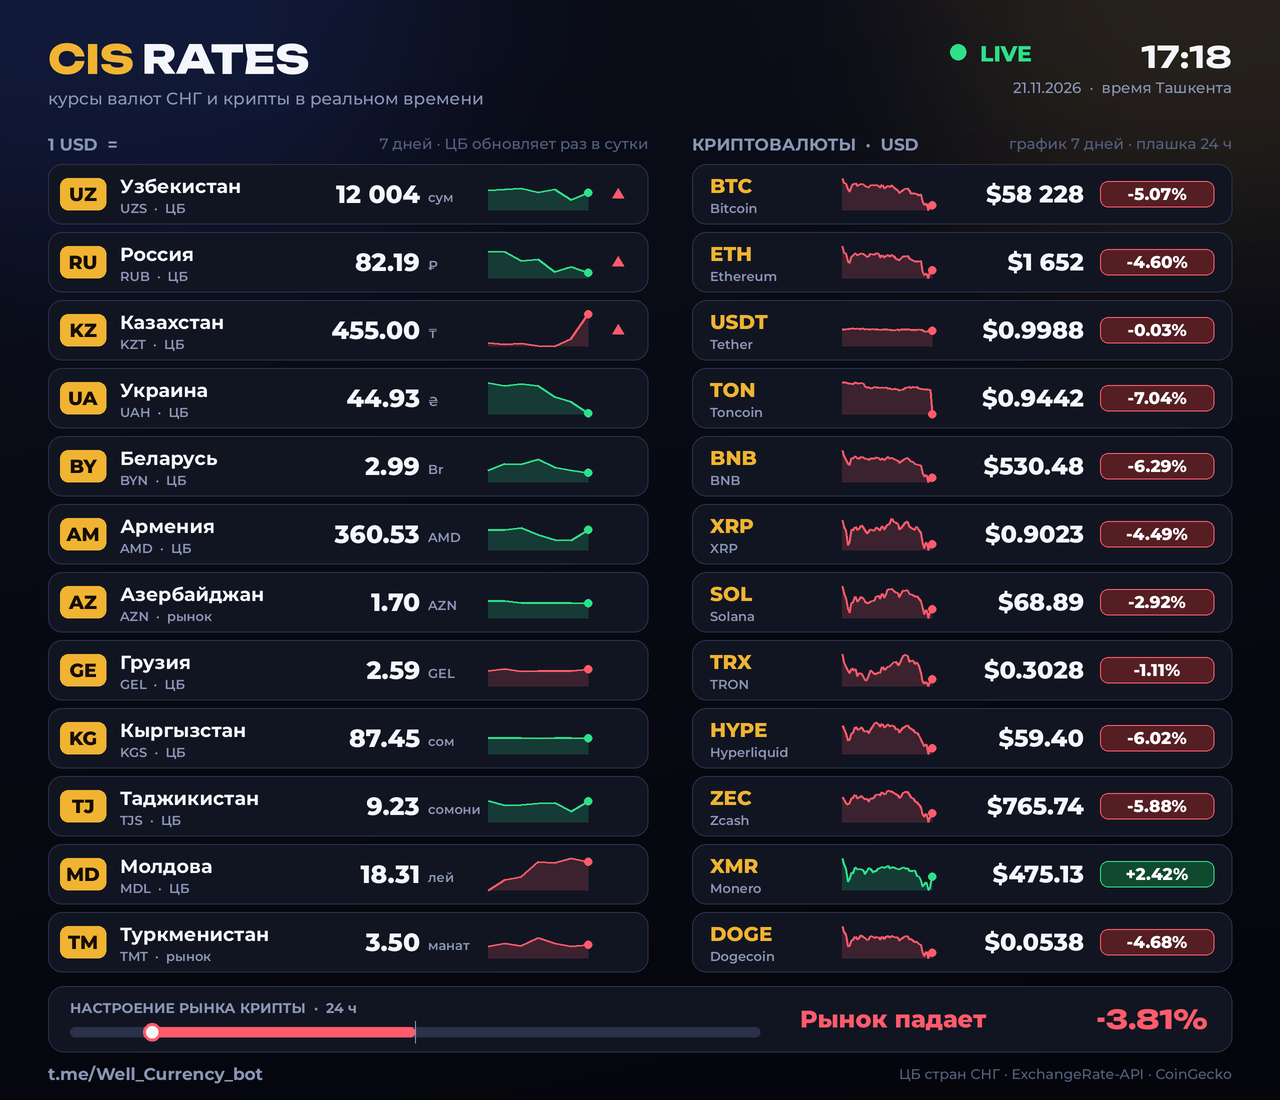 CIS RATES
LIVE 17:18
курсы валют СНГ и крипты в реальном времени
21.11.2026 · время Ташкента
1 USD =
7 дней · ЦБ обновляет раз в сутки
UZ Узбекистан 12 004 сум
UZS · ЦБ
RU Россия 82.19 ₽
RUB · ЦБ
KZ Казахстан 455.00 ₸
KZT · ЦБ
UA Украина 44.93 ₴
UAH · ЦБ
BY Беларусь 2.99 Br
BYN · ЦБ
AM Армения 360.53 AMD
AMD · ЦБ
AZ Азербайджан 1.70 AZN
AZN · рынок
GE Грузия 2.59 GEL
GEL · ЦБ
KG Кыргызстан 87.45 сом
KGS · ЦБ
TJ Таджикистан 9.23 сомони
TJS · ЦБ
MD Молдова 18.31 лей
MDL · ЦБ
TM Туркменистан 3.50 манат
TMT · рынок
КРИПТОВАЛЮТЫ · USD
график 7 дней · плашка 24 ч
BTC $58 228 -5.07%
Bitcoin
ETH $1 652 -4.60%
Ethereum
USDT $0.9988 -0.03%
Tether
TON $0.9442 -7.04%
Toncoin
BNB $530.48 -6.29%
BNB
XRP $0.9023 -4.49%
XRP
SOL $68.89 -2.92%
Solana
TRX $0.3028 -1.11%
TRON
HYPE $59.40 -6.02%
Hyperliquid
ZEC $765.74 -5.88%
Zcash
XMR $475.13 +2.42%
Monero
DOGE $0.0538 -4.68%
Dogecoin
НАСТРОЕНИЕ РЫНКА КРИПТЫ · 24 ч
Рынок падает -3.81%
t.me/Well_Currency_bot
ЦБ стран СНГ · ExchangeRate-API · CoinGecko